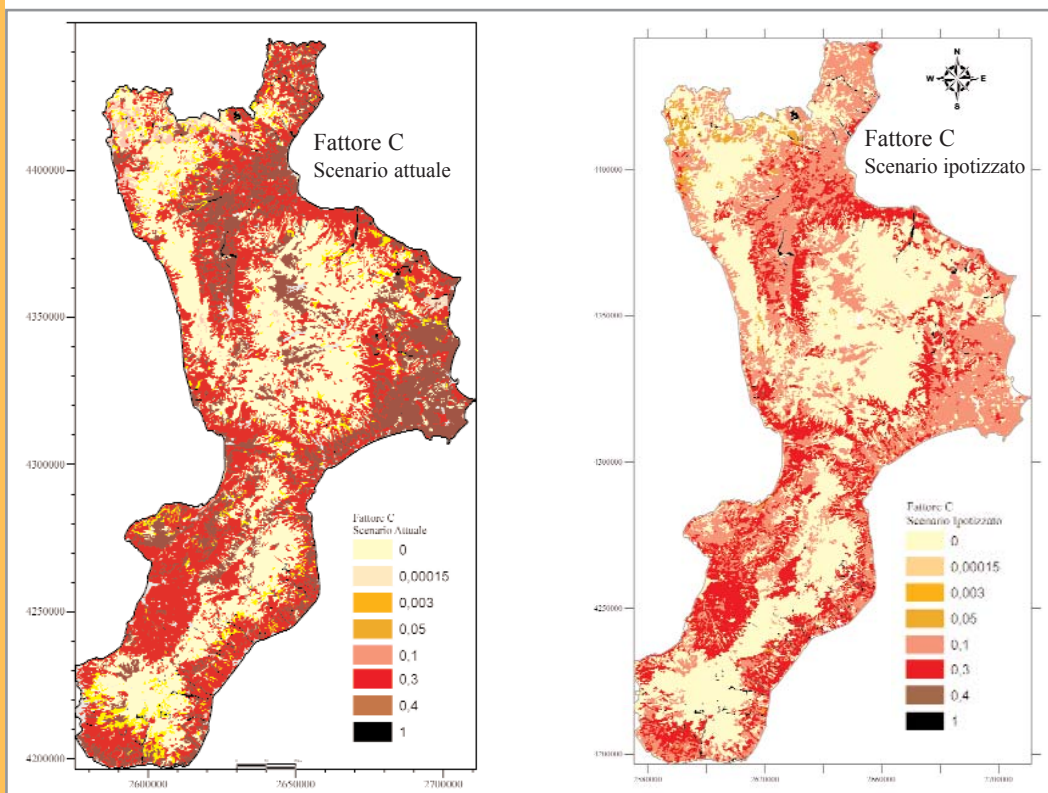 Fattore C
Scenario attuale
4400000
4350000
4300000
4250000
4200000
2600000
2650000
2700000
Fattore C
Scenario Attuale
0
0,00015
0,003
0,05
0,1
0,3
0,4
1
N
W
E
S
Fattore C
Scenario ipotizzato
Fattore C
Scenario Ipotizzato
0
0,00015
0,003
0,05
0,1
0,3
0,4
1